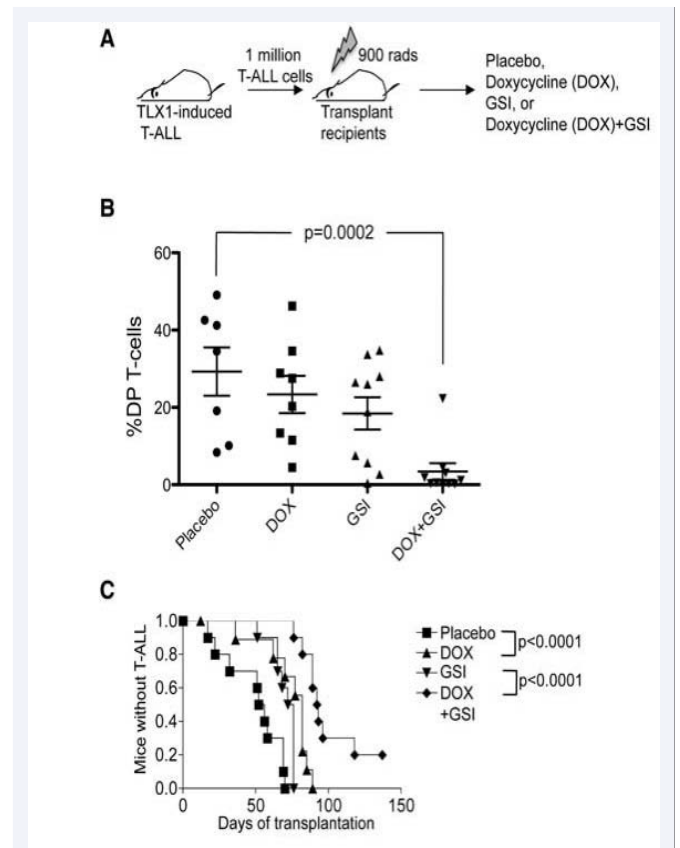 A
1 million
T-ALL cells
900 rads
TLX1-induced
T-ALL
Transplant
recipients
Placebo,
Doxycycline (DOX),
GSI, or
Doxycycline (DOX)+GSI
B
p=0.0002
%DP T-cells
60
40
20
0
Placebo
DOX
GSI
DOX+GSI
C
Mice without T-ALL
1.0
0.8
0.6
0.4
0.2
0.0
0 50 100 150
Days of transplantation
Placebo
DOX
p<0.0001
GSI
DOX
+GSI
p<0.0001